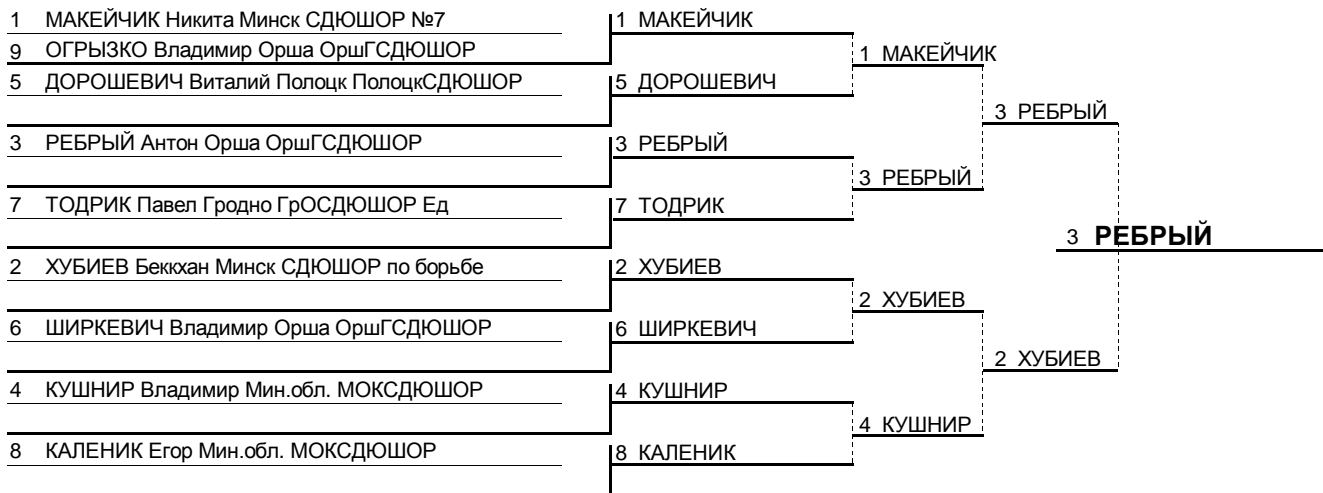 1 МАКЕЙЧИК Никита Минск СДЮШОР №7
1 МАКЕЙЧИК
9 ОГРЫЗКО Владимир Орша ОршГСДЮШОР
1 МАКЕЙЧИК
5 ДОРОШЕВИЧ Виталий Полоцк ПолоцкСДЮШОР
5 ДОРОШЕВИЧ
3 РЕБРЫЙ
3 РЕБРЫЙ Антон Орша ОршГСДЮШОР
3 РЕБРЫЙ
3 РЕБРЫЙ
7 ТОДРИК Павел Гродно ГрОСДЮШОР Ед
7 ТОДРИК
3 РЕБРЫЙ
2 ХУБИЕВ Беккхан Минск СДЮШОР по борьбе
2 ХУБИЕВ
2 ХУБИЕВ
6 ШИРКЕВИЧ Владимир Орша ОршГСДЮШОР
6 ШИРКЕВИЧ
2 ХУБИЕВ
4 КУШНИР Владимир Мин.обл. МОКСДЮШОР
4 КУШНИР
4 КУШНИР
8 КАЛЕНИК Егор Мин.обл. МОКСДЮШОР
8 КАЛЕНИК